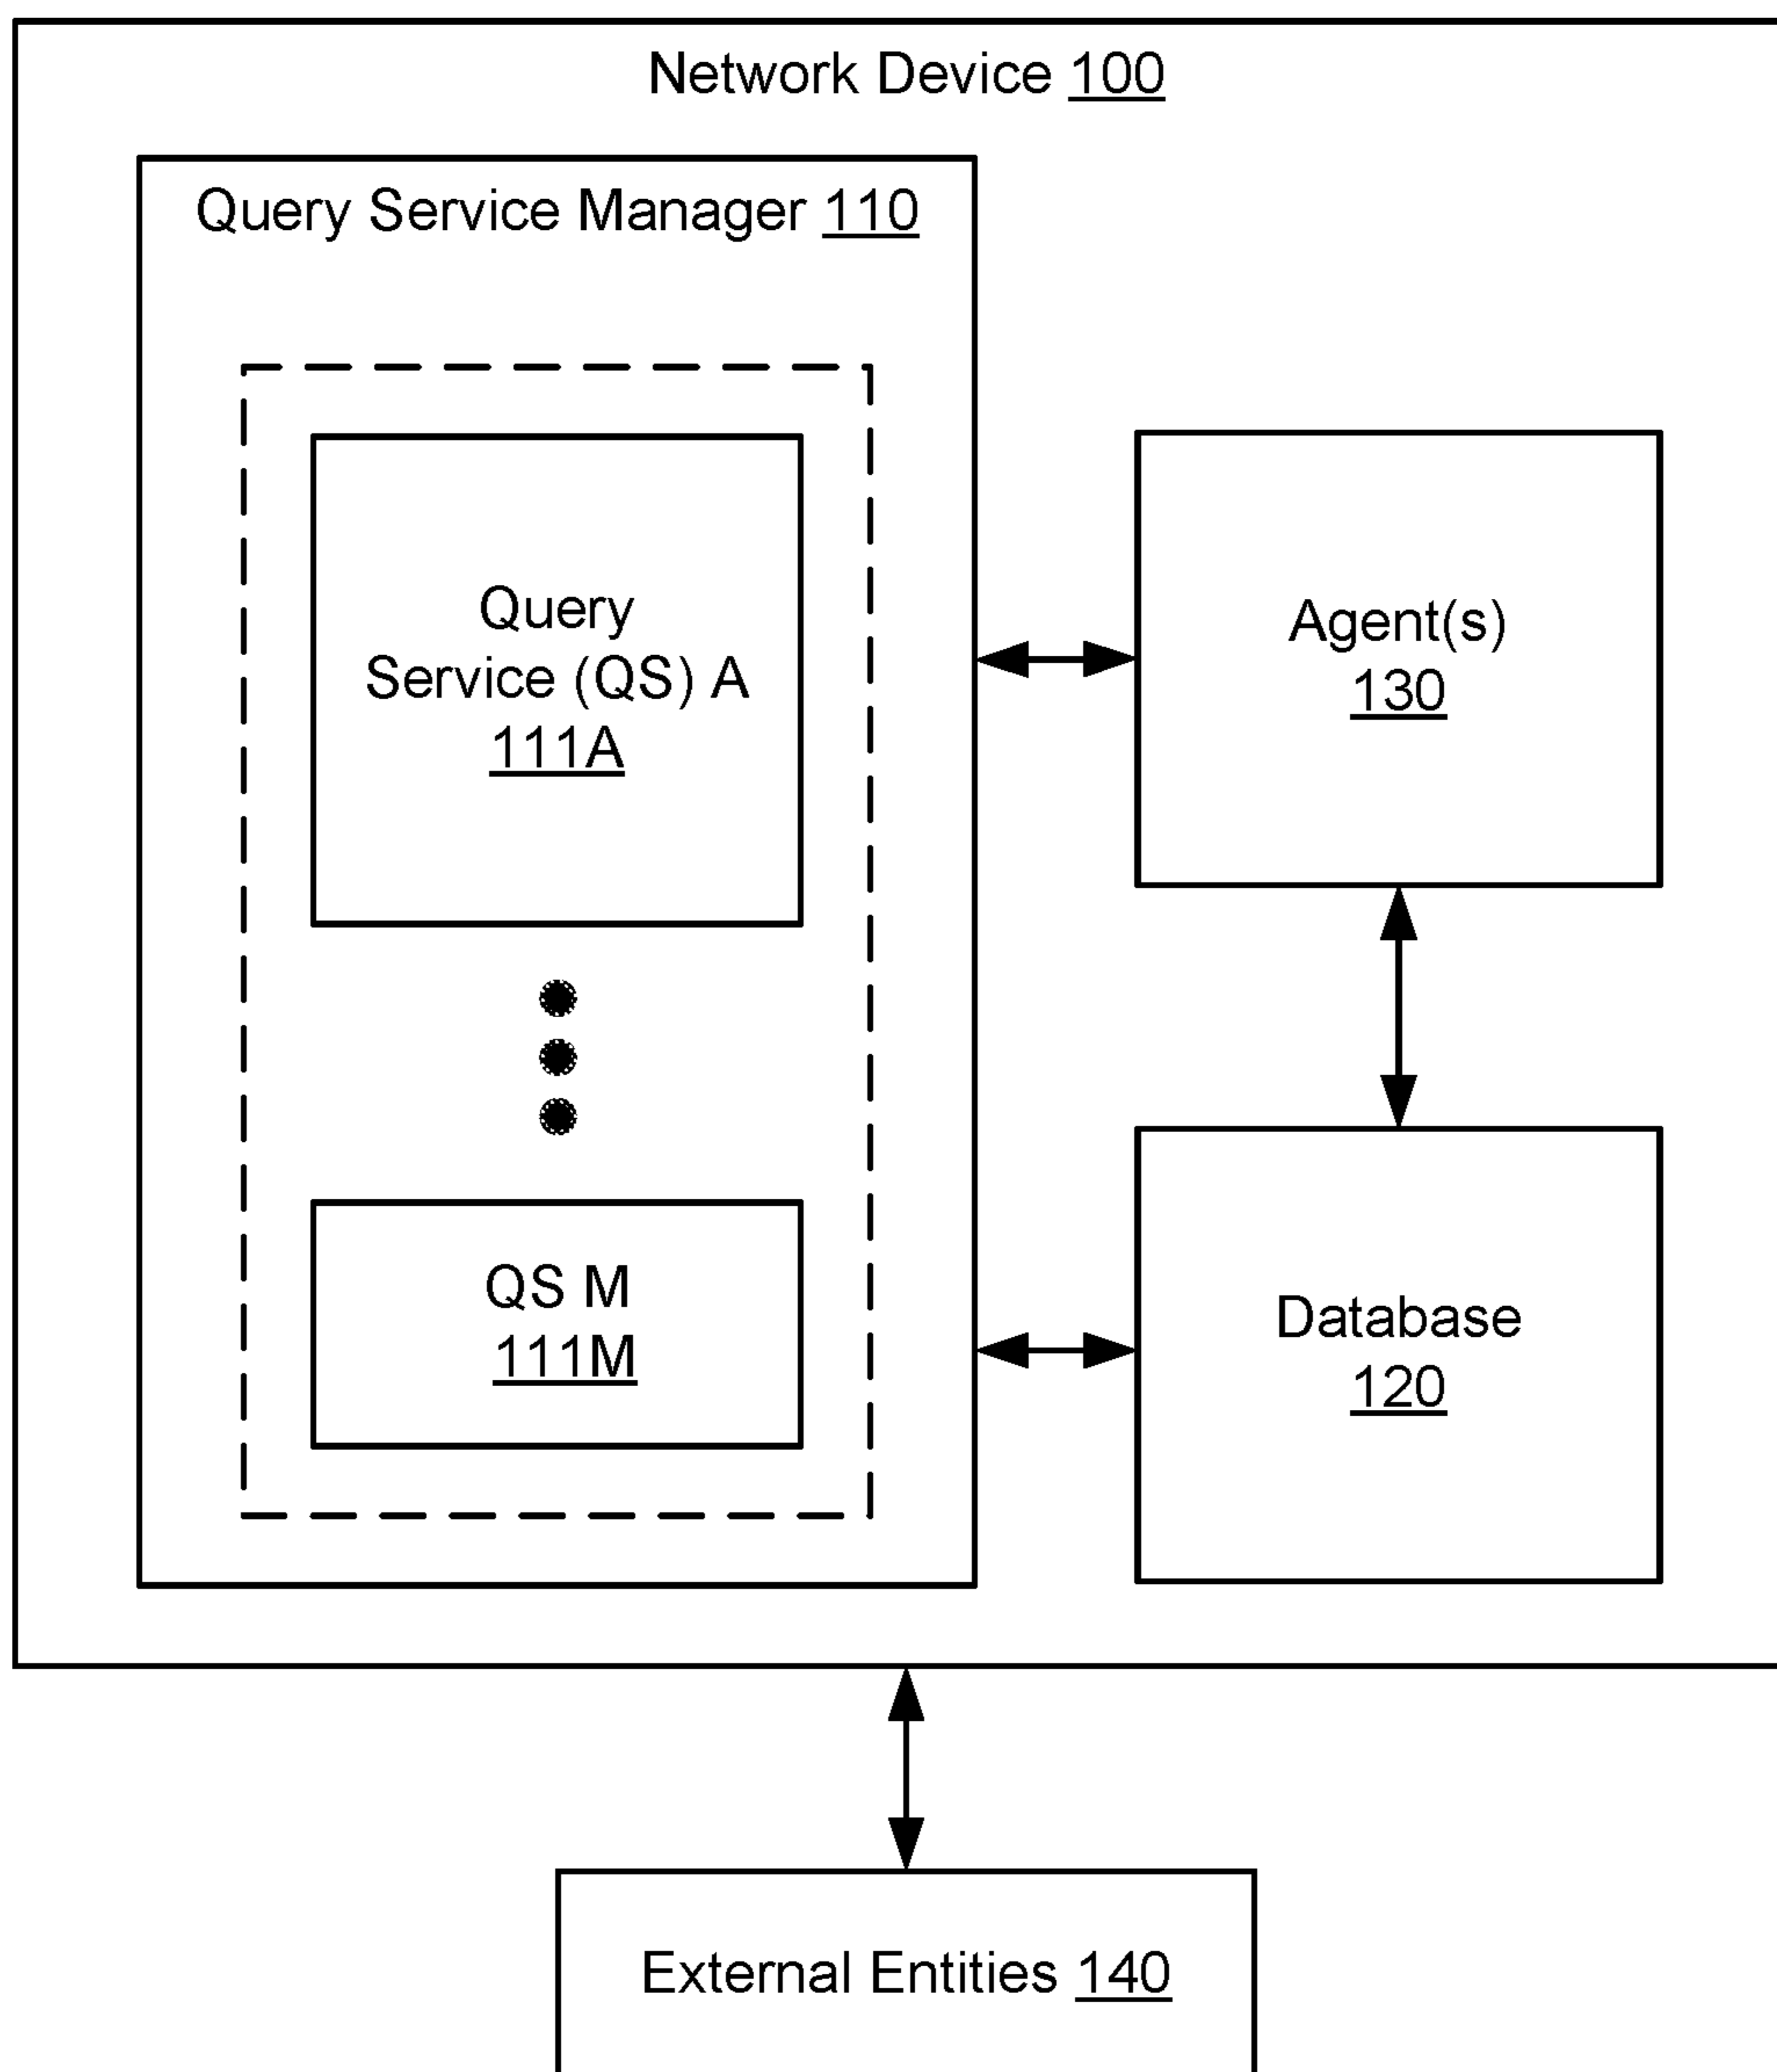 Network Device 100
Query Service Manager 110
Query
Service (QS) A
111A
QS M
111M
Agent(s)
130
Database
120
External Entities 140